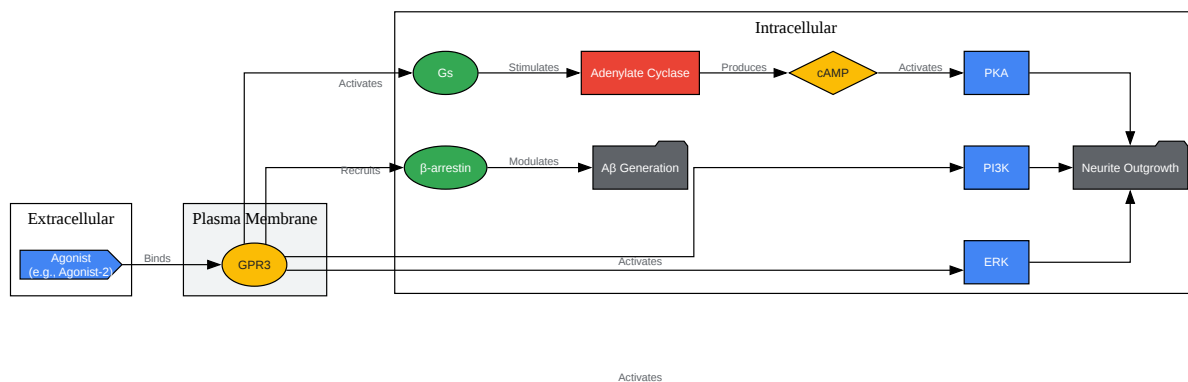 Intracellular
Gs
Stimulates
Adenylate Cyclase
Produces
cAMP
Activates
PKA
Activates
β-arrestin
Modulates
Aβ Generation
PI3K
Neurite Outgrowth
Recruits
Extracellular
Plasma Membrane
Agonist
(e.g., Agonist-2)
Binds
GPR3
Activates
ERK
Activates